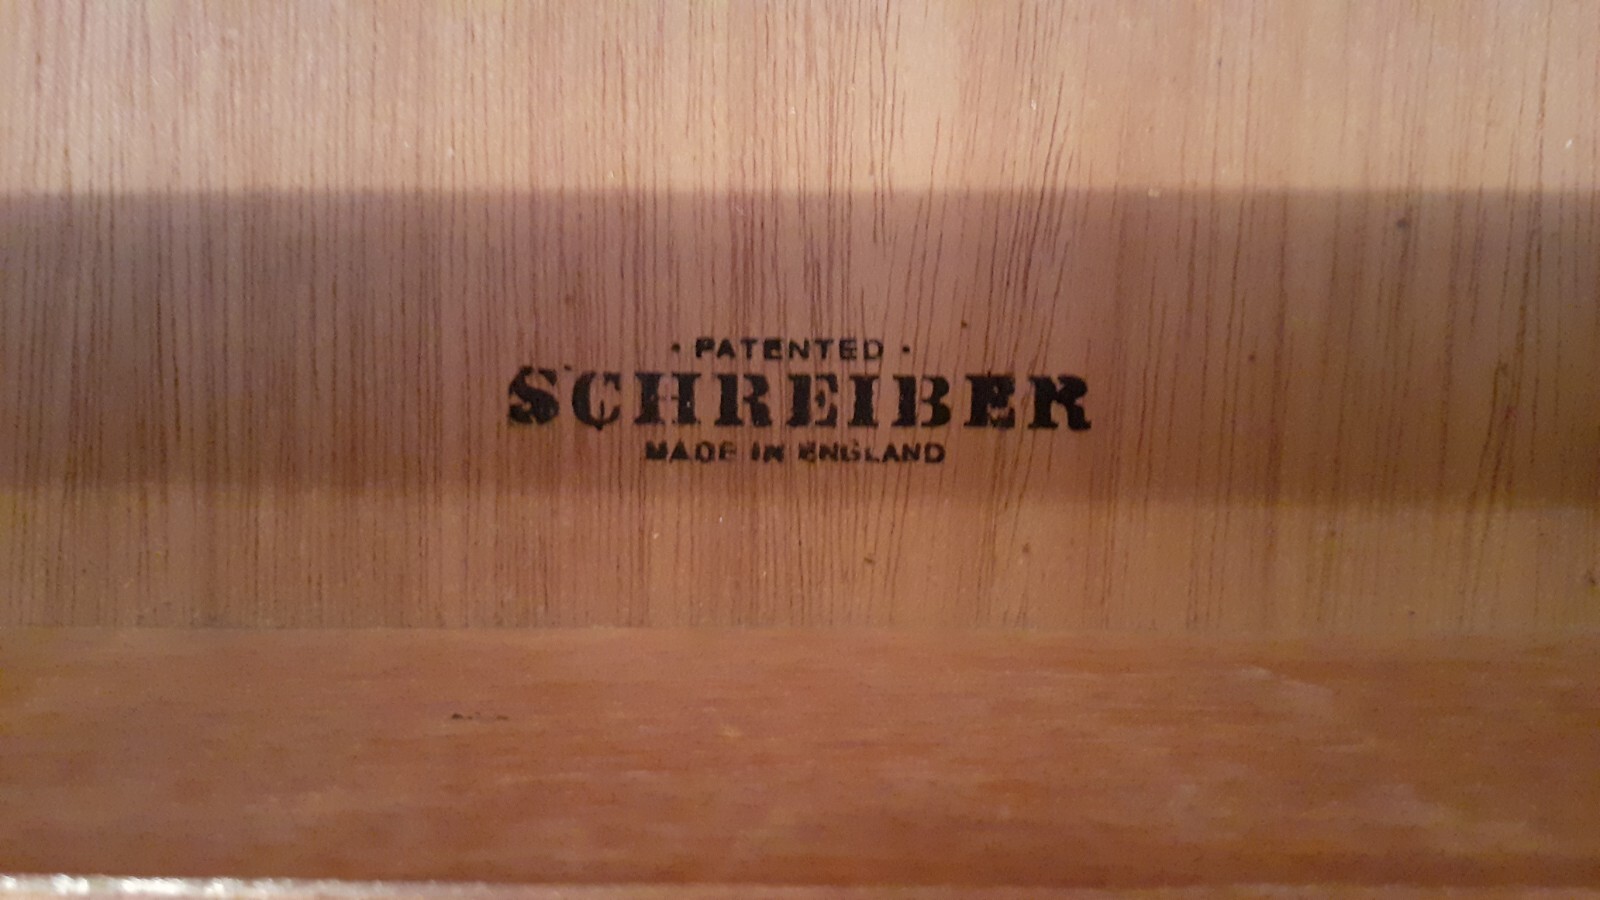 · PATENTED ·
SCHREIBER
MADE IN ENGLAND